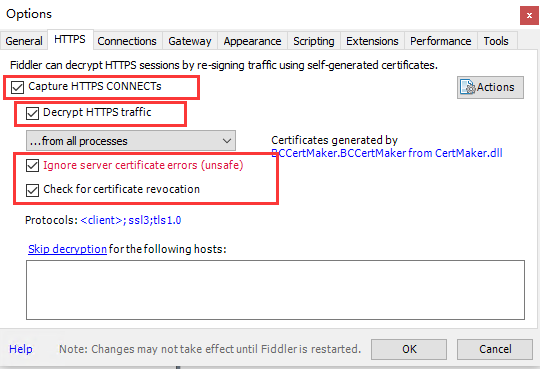 Options
x
General HTTPS Connections Gateway Appearance Scripting Extensions Performance Tools
Fiddler can decrypt HTTPS sessions by re-signing traffic using self-generated certificates.
Capture HTTPS CONNECTs
Actions
Decrypt HTTPS traffic
...from all processes
Certificates generated by
BCCertMaker.BCCertMaker from CertMaker.dll
Ignore server certificate errors (unsafe)
Check for certificate revocation
Protocols: <client>; ssl3;tls1.0
Skip decryption for the following hosts:
Help Note: Changes may not take effect until Fiddler is restarted. OK Cancel